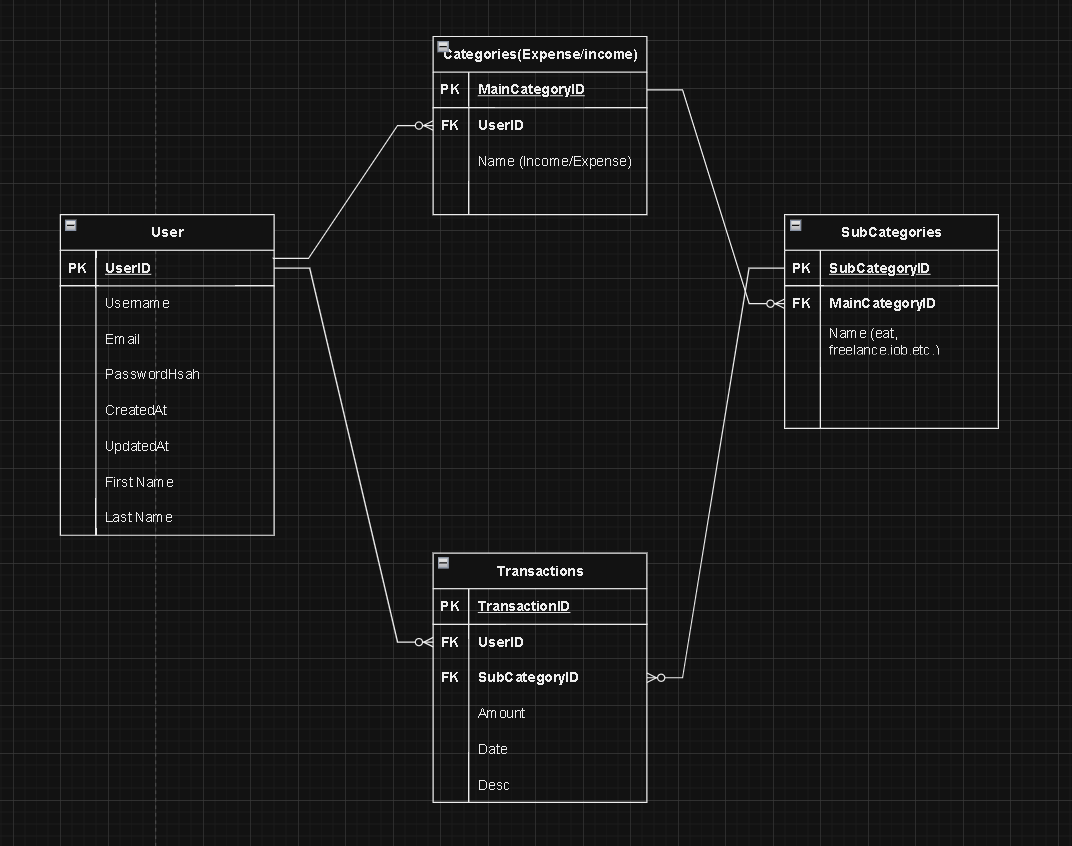 Categories(Expense/income)
PK MainCategoryID
FK UserID
Name (Income/Expense)
User
PK UserID
Username
Email
PasswordHsah
CreatedAt
UpdatedAt
First Name
Last Name
SubCategories
PK SubCategoryID
FK MainCategoryID
Name (eat,
freelance,job,etc.)
Transactions
PK TransactionID
FK UserID
FK SubCategoryID
Amount
Date
Desc